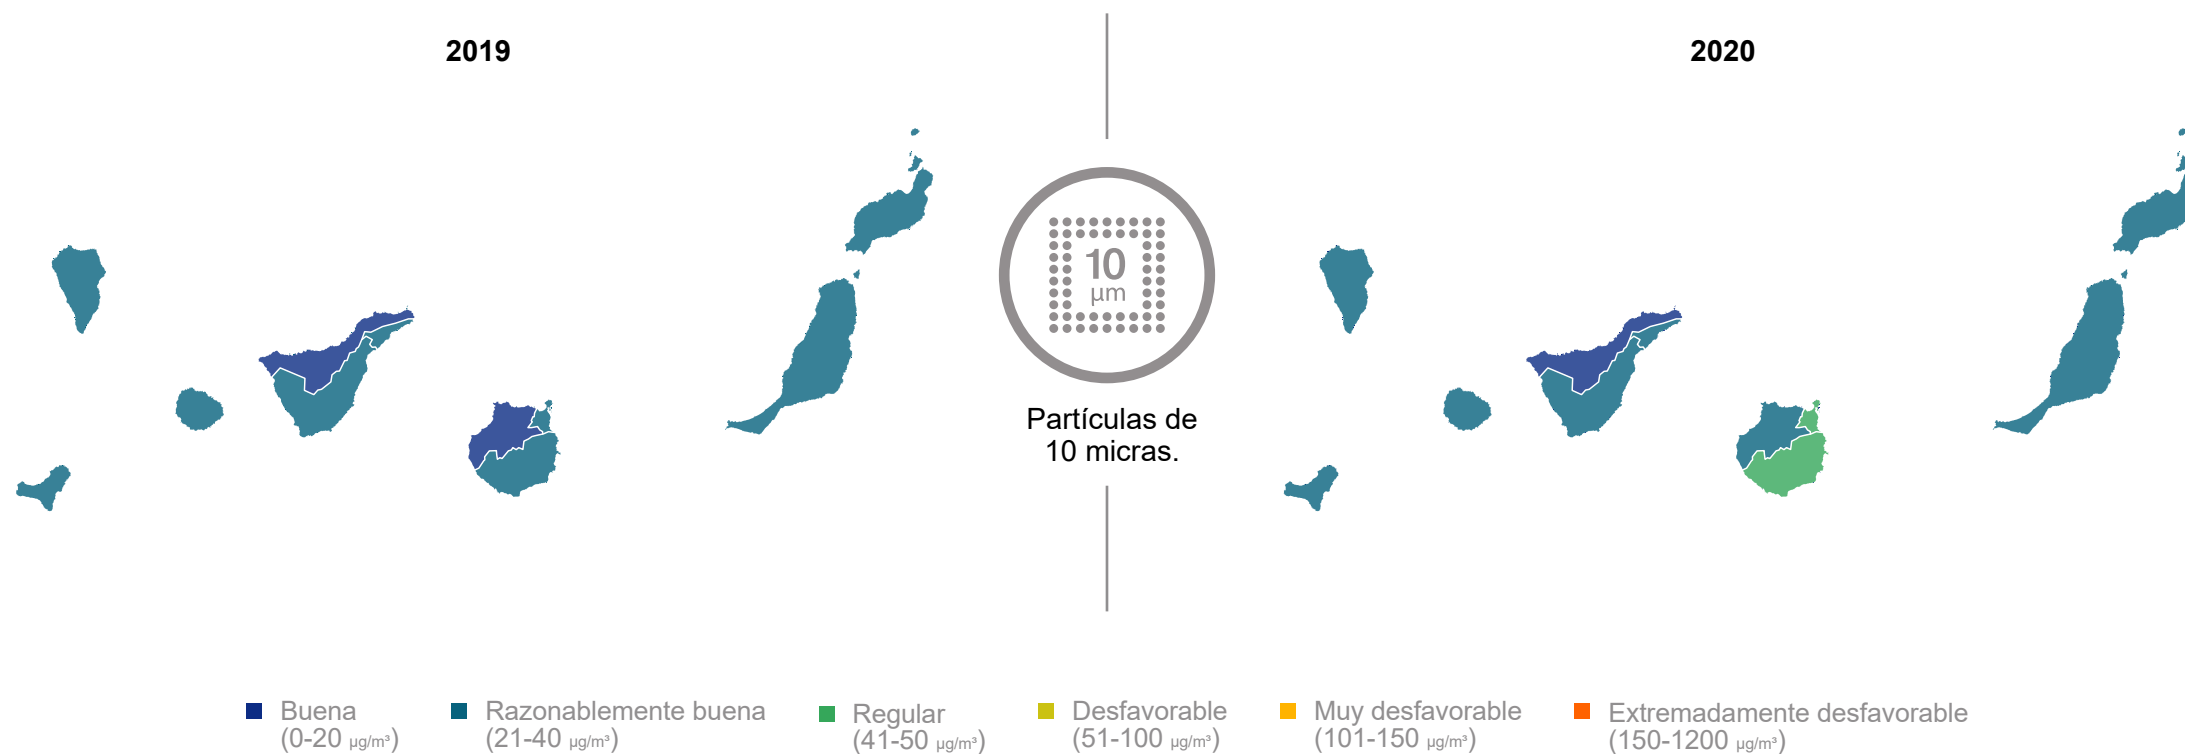 2019
2020
10
µm
Partículas de
10 micras.
Buena
(0-20 µg/m³)
Razonablemente buena
(21-40 µg/m³)
Regular
(41-50 µg/m³)
Desfavorable
(51-100 µg/m³)
Muy desfavorable
(101-150 µg/m³)
Extremadamente desfavorable
(150-1200 µg/m³)